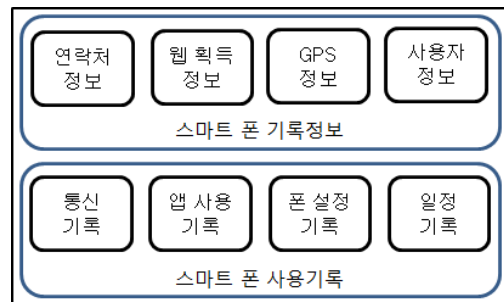 연락처
정보
웹 획득
정보
GPS
정보
사용자
정보
스마트 폰 기록정보
통신
기록
앱 사용
기록
폰 설정
기록
일정
기록
스마트 폰 사용기록